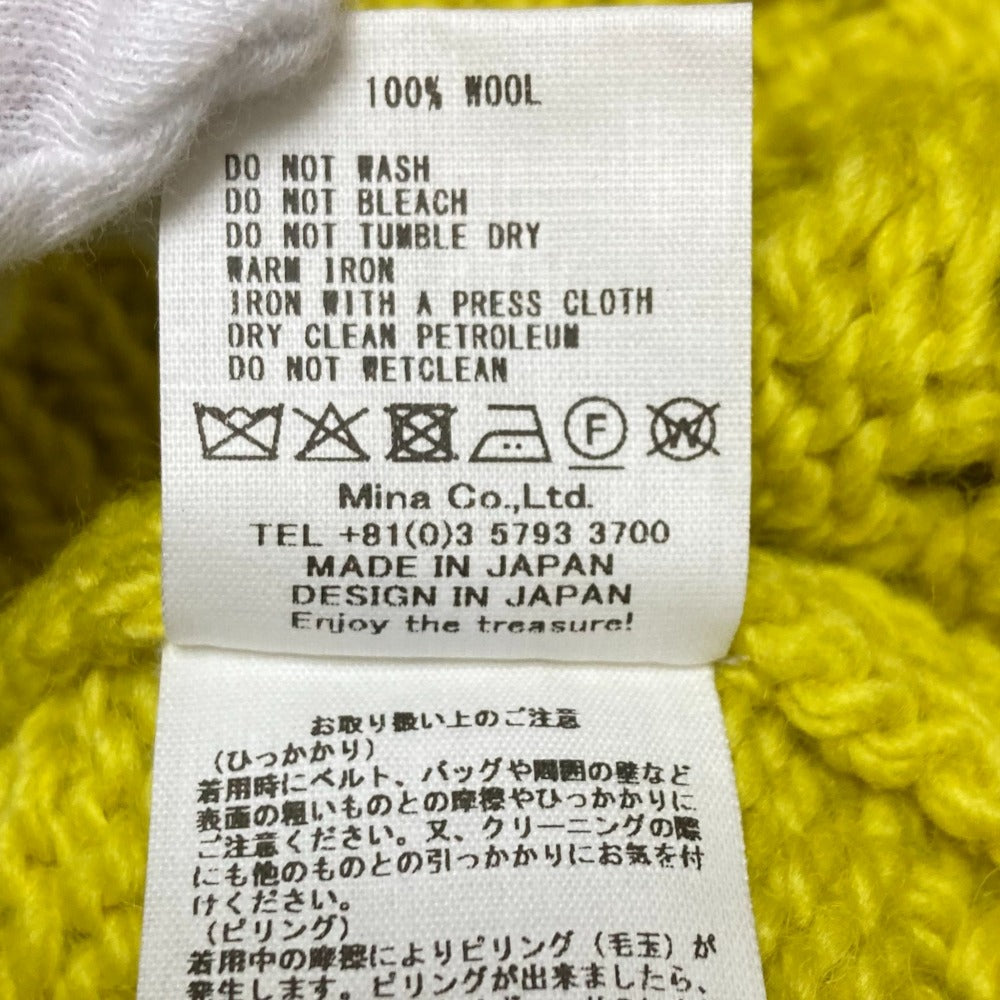 100% WOOL
DO NOT WASH
DO NOT BLEACH
DO NOT TUMBLE DRY
WARM IRON
IRON WITH A PRESS CLOTH
DRY CLEAN PETROLEUM
DO NOT WETCLEAN
F W
Mina Co.,Ltd.
TEL +81(0)3 5793 3700
MADE IN JAPAN
DESIGN IN JAPAN
Enjoy the treasure!
お取り扱い上のご注意
(ひっかかり)
着用時にベルト、バッグや周囲の壁など
表面の粗いものとの摩擦やひっかかりに
ご注意ください。又、クリーニングの際
にも他のものとの引っかかりにお気を付
けください。
(ピリング)
着用中の摩擦によりピリング(毛玉)が
発生します。ピリングが出来ましたら、